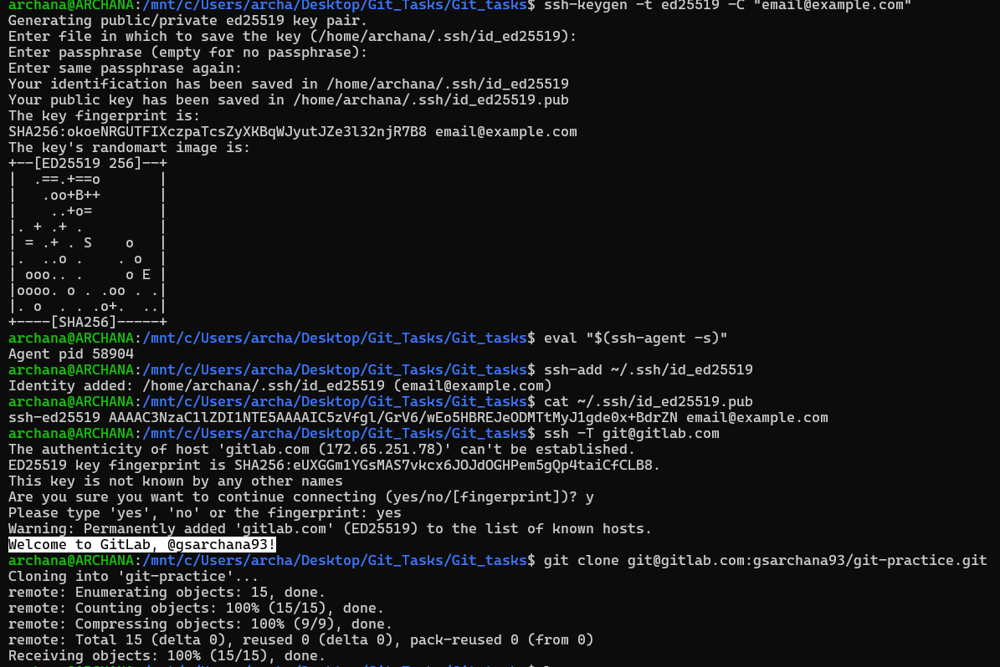 archana@ARCHANA:/mnt/c/Users/archa/Desktop/Git_Tasks/Git_tasks$ ssh-keygen -t ed25519 -C "email@example.com"
Generating public/private ed25519 key pair.
Enter file in which to save the key (/home/archana/.ssh/id_ed25519):
Enter passphrase (empty for no passphrase):
Enter same passphrase again:
Your identification has been saved in /home/archana/.ssh/id_ed25519
Your public key has been saved in /home/archana/.ssh/id_ed25519.pub
The key fingerprint is:
SHA256:okoeNRGUTFIXczpaTcsZyXKBqWJyutJZe3l32njR7B8 email@example.com
The key's randomart image is:
+--[ED25519 256]--+
|  .==.+==o       |
|   .oo+B++       |
|    ..+o=        |
|. + .+ .         |
| = .+ . S    o   |
|.  ..o .    . o  |
| ooo.. .     o E |
|oooo. o . .oo . .|
|. o  . . .o+.  ..|
+----[SHA256]-----+
archana@ARCHANA:/mnt/c/Users/archa/Desktop/Git_Tasks/Git_tasks$ eval "$(ssh-agent -s)"
Agent pid 58904
archana@ARCHANA:/mnt/c/Users/archa/Desktop/Git_Tasks/Git_tasks$ ssh-add ~/.ssh/id_ed25519
Identity added: /home/archana/.ssh/id_ed25519 (email@example.com)
archana@ARCHANA:/mnt/c/Users/archa/Desktop/Git_Tasks/Git_tasks$ cat ~/.ssh/id_ed25519.pub
ssh-ed25519 AAAAC3NzaC1lZDI1NTE5AAAAIC5zVfgl/GrV6/wEo5HBREJeODMTtMyJ1gde0x+BdrZN email@example.com
archana@ARCHANA:/mnt/c/Users/archa/Desktop/Git_Tasks/Git_tasks$ ssh -T git@gitlab.com
The authenticity of host 'gitlab.com (172.65.251.78)' can't be established.
ED25519 key fingerprint is SHA256:eUXGGm1YGsMAS7vkcx6JOJdOGHPem5gQp4taiCfCLB8.
This key is not known by any other names
Are you sure you want to continue connecting (yes/no/[fingerprint])? y
Please type 'yes', 'no' or the fingerprint: yes
Warning: Permanently added 'gitlab.com' (ED25519) to the list of known hosts.
Welcome to GitLab, @gsarchana93!
archana@ARCHANA:/mnt/c/Users/archa/Desktop/Git_Tasks/Git_tasks$ git clone git@gitlab.com:gsarchana93/git-practice.git
Cloning into 'git-practice'...
remote: Enumerating objects: 15, done.
remote: Counting objects: 100% (15/15), done.
remote: Compressing objects: 100% (9/9), done.
remote: Total 15 (delta 0), reused 0 (delta 0), pack-reused 0 (from 0)
Receiving objects: 100% (15/15), done.